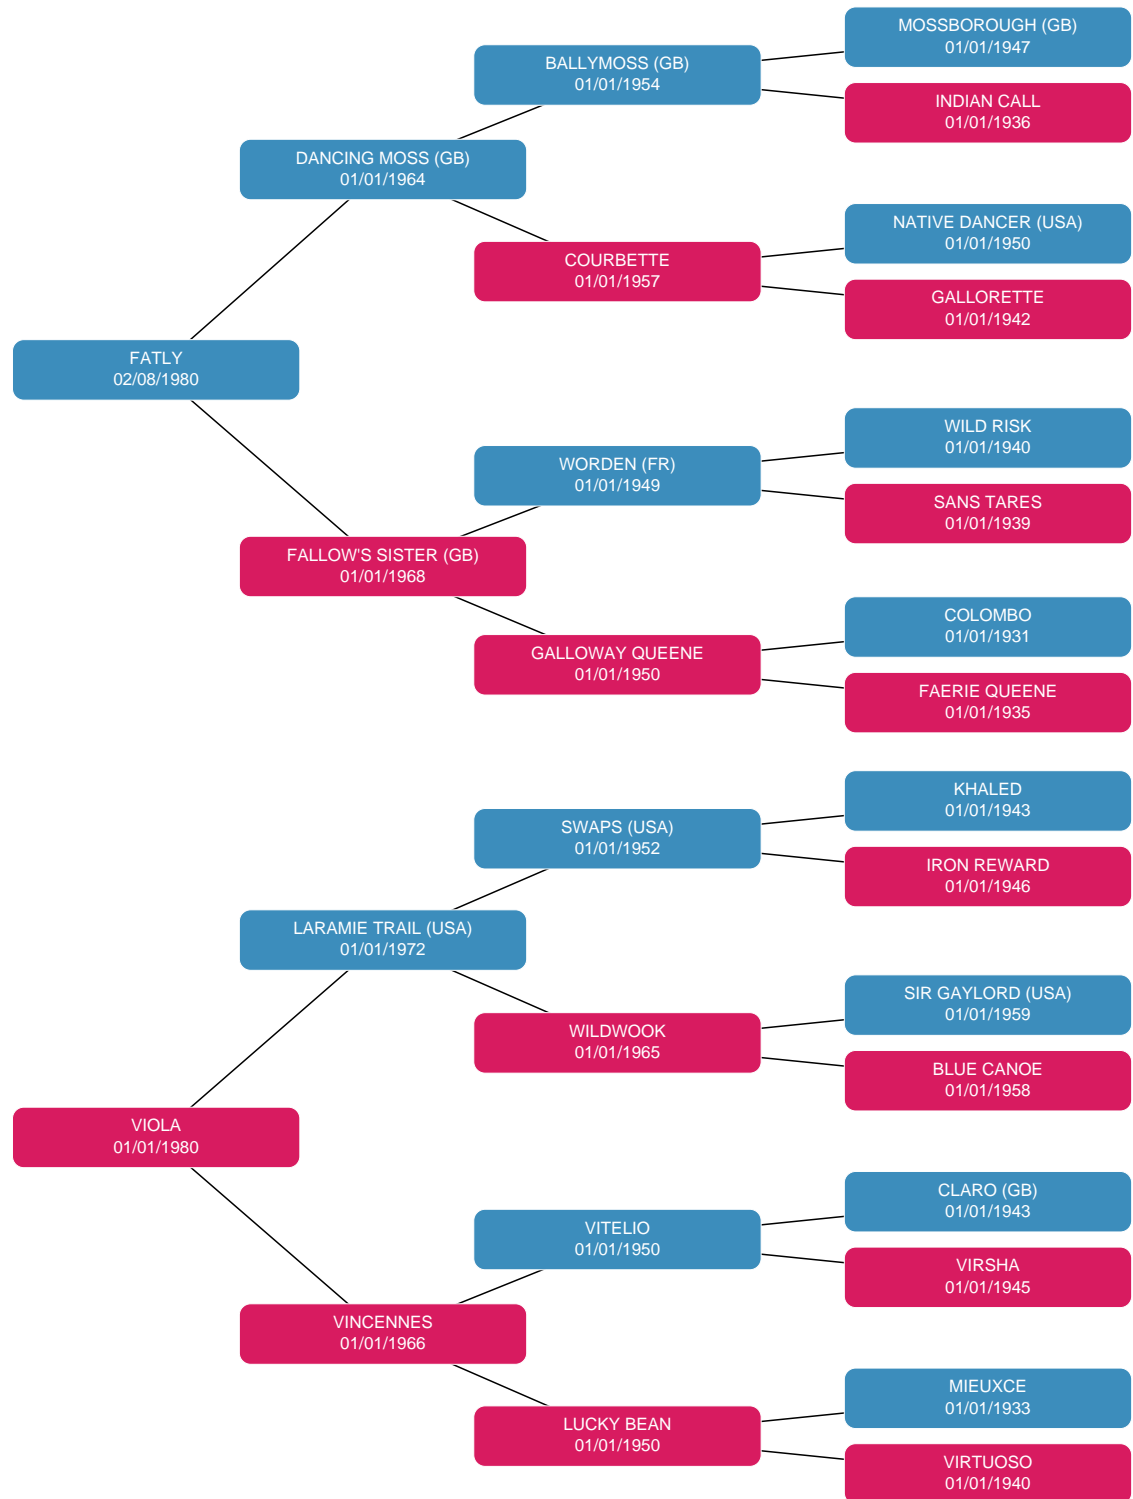 MOSSBOROUGH (GB)
01/01/1947
BALLYMOSS (GB)
01/01/1954
INDIAN CALL
01/01/1936
DANCING MOSS (GB)
01/01/1964
NATIVE DANCER (USA)
01/01/1950
COURBETTE
01/01/1957
GALLORETTE
01/01/1942
FATLY
02/08/1980
WILD RISK
01/01/1940
WORDEN (FR)
01/01/1949
SANS TARES
01/01/1939
FALLOW'S SISTER (GB)
01/01/1968
COLOMBO
01/01/1931
GALLOWAY QUEENE
01/01/1950
FAERIE QUEENE
01/01/1935
KHALED
01/01/1943
SWAPS (USA)
01/01/1952
IRON REWARD
01/01/1946
LARAMIE TRAIL (USA)
01/01/1972
SIR GAYLORD (USA)
01/01/1959
WILDWOOK
01/01/1965
BLUE CANOE
01/01/1958
VIOLA
01/01/1980
CLARO (GB)
01/01/1943
VITELIO
01/01/1950
VIRSHA
01/01/1945
VINCENNES
01/01/1966
MIEUXCE
01/01/1933
LUCKY BEAN
01/01/1950
VIRTUOSO
01/01/1940